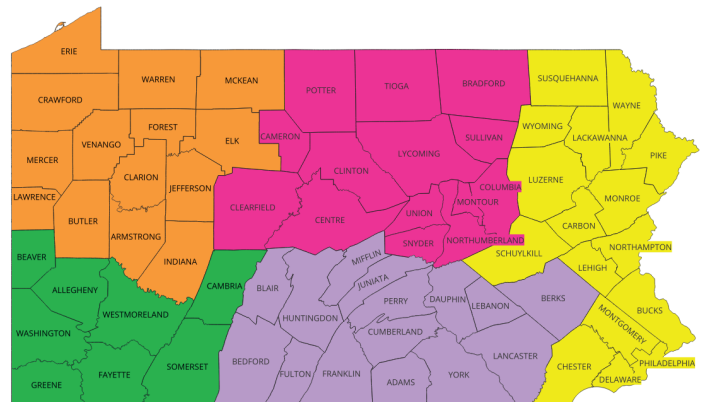 ERIE
WARREN
MCKEAN
POTTER
TIOGA
BRADFORD
SUSQUEHANNA
WAYNE
CRAWFORD
FOREST
WYOMING
LACKAWANNA
CAMERON
ELK
SULLIVAN
VENANGO
LYCOMING
PIKE
MERCER
CLINTON
LUZERNE
CLARION
JEFFERSON
COLUMBIA
MONROE
LAWRENCE
MONTOUR
CLEARFIELD
UNION
CENTRE
BUTLER
CARBON
ARMSTRONG
SNYDER
NORTHUMBERLAND
NORTHAMPTON
SCHUYLKILL
BEAVER
INDIANA
MIFFLIN
LEHIGH
JUNIATA
CAMBRIA
BLAIR
ALLEGHENY
PERRY
DAUPHIN
BERKS
LEBANON
WESTMORELAND
HUNTINGDON
BUCKS
MONTGOMERY
WASHINGTON
CUMBERLAND
LANCASTER
BEDFORD
PHILADELPHIA
SOMERSET
CHESTER
FAYETTE
FULTON
FRANKLIN
YORK
DELAWARE
ADAMS
GREENE